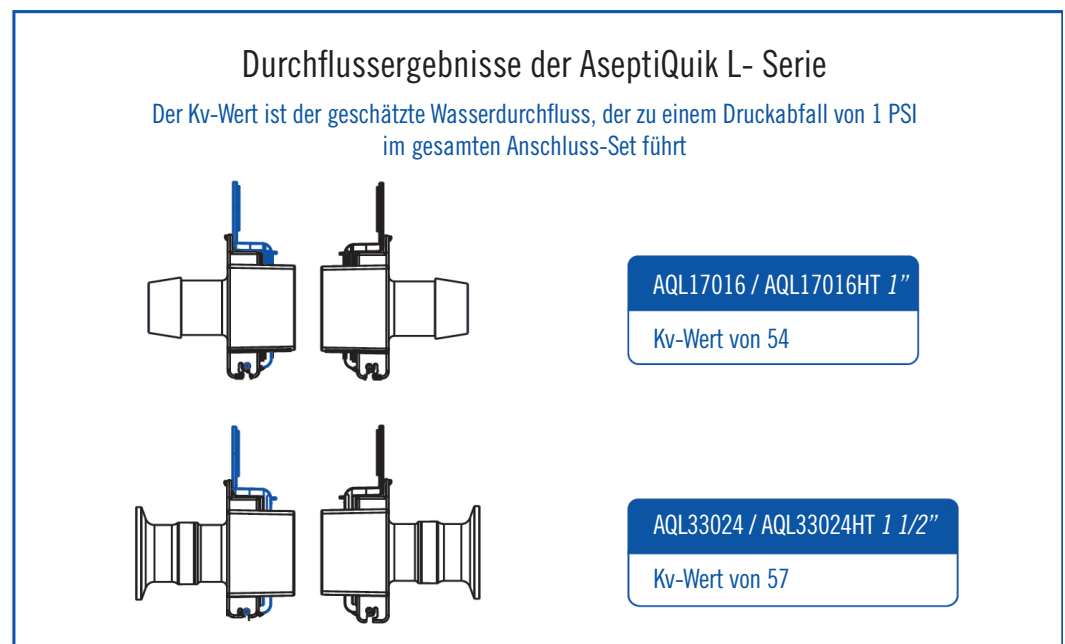 Durchflussergebnisse der AseptiQuik L- Serie
Der Kv-Wert ist der geschätzte Wasserdurchfluss, der zu einem Druckabfall von 1 PSI
im gesamten Anschluss-Set führt
AQL17016 / AQL17016HT 1”
Kv-Wert von 54
AQL33024 / AQL33024HT 1 1/2”
Kv-Wert von 57